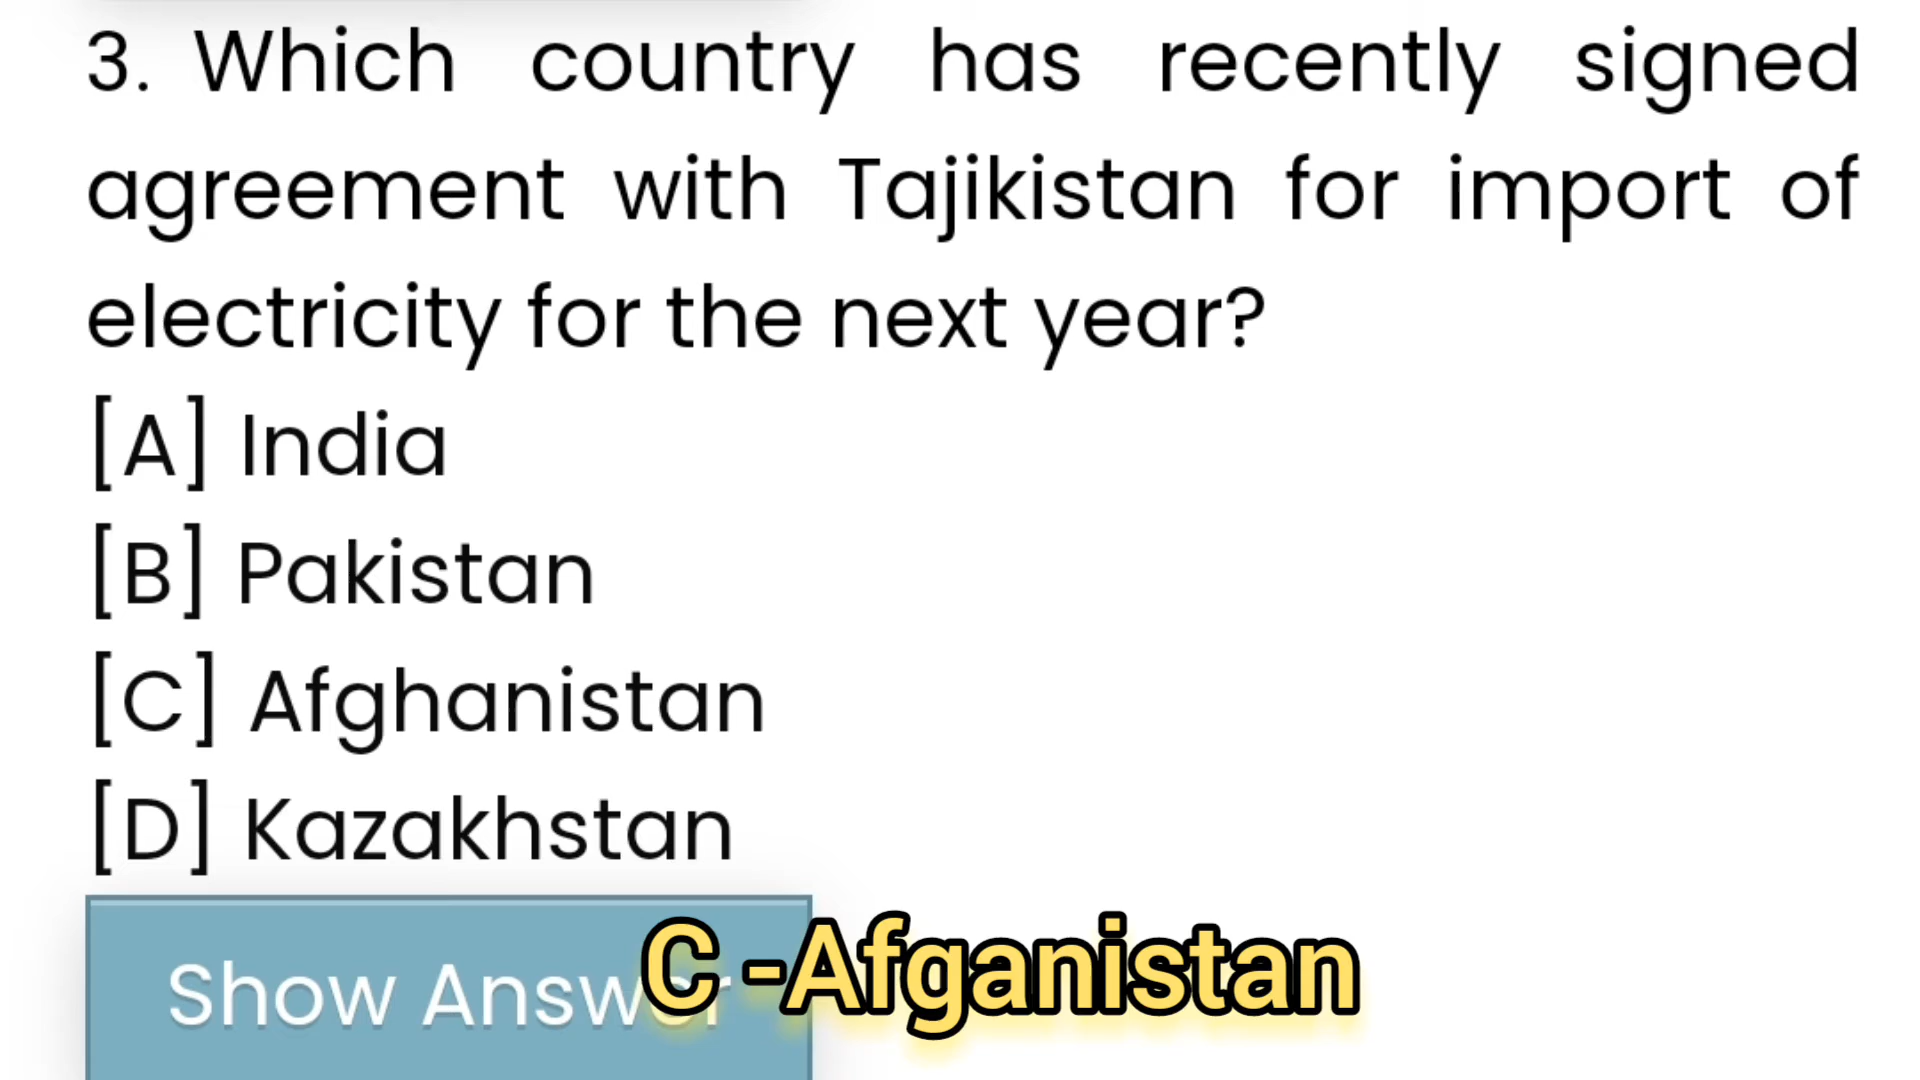 3. Which country has recently signed
agreement with Tajikistan for import of
electricity for the next year?
[A] India
[B] Pakistan
[C] Afghanistan
[D] Kazakhstan
Show Answer
C -Afganistan